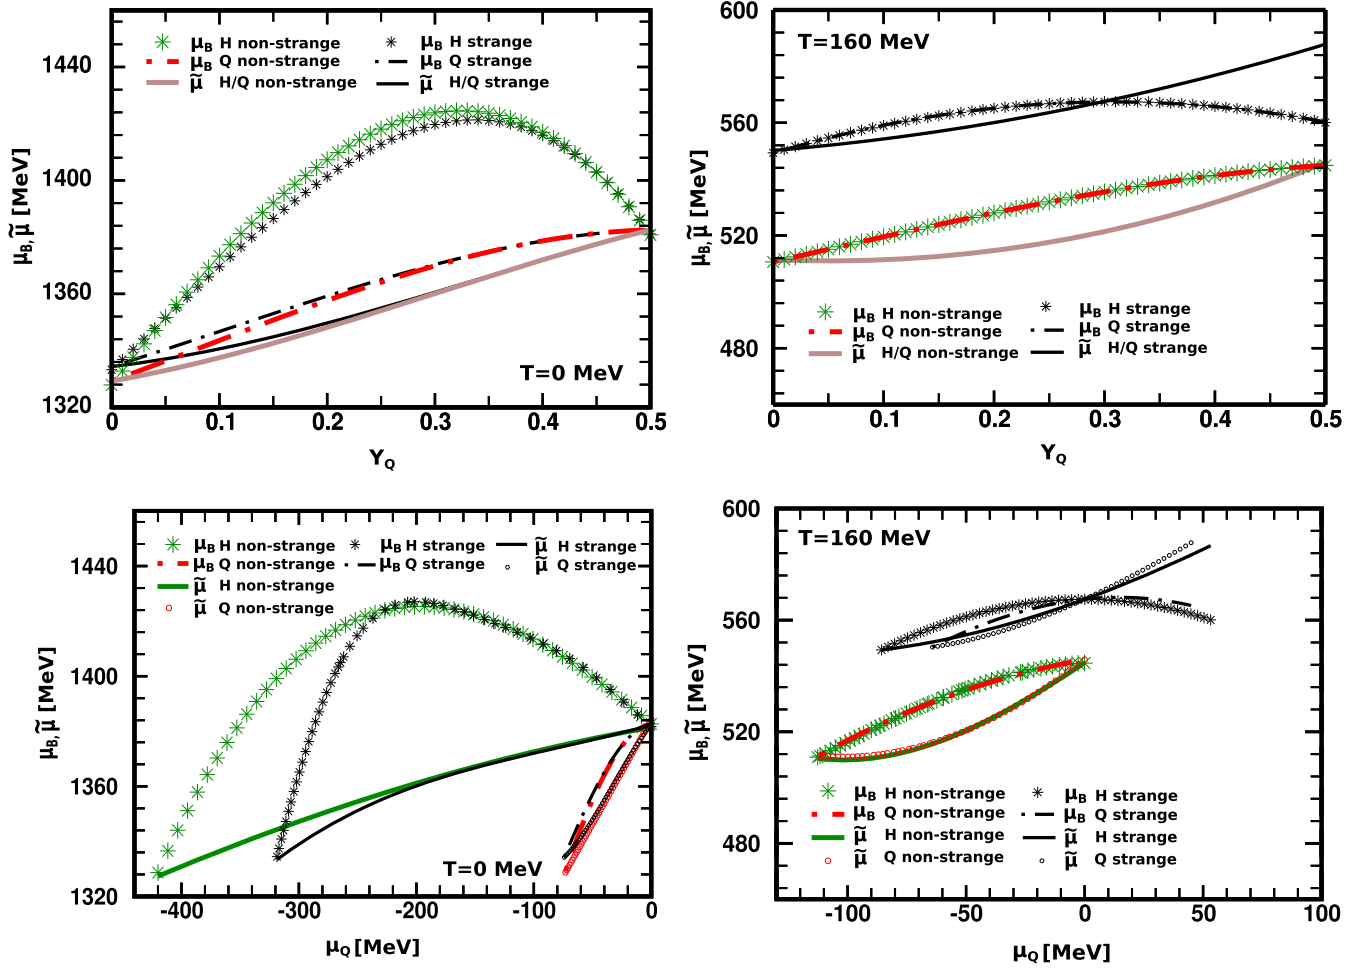 μB, μ̃ [MeV]
1440
1400
1360
1320
μB H non-strange
μB Q non-strange
μ̃ H/Q non-strange
μB H strange
μB Q strange
μ̃ H/Q strange
T=0 MeV
0 0.1 0.2 0.3 0.4 0.5
YQ
μB, μ̃ [MeV]
600
560
520
480
T=160 MeV
μB H non-strange
μB Q non-strange
μ̃ H/Q non-strange
μB H strange
μB Q strange
μ̃ H/Q strange
0 0.1 0.2 0.3 0.4 0.5
YQ
μB, μ̃ [MeV]
1440
1400
1360
1320
μB H non-strange
μB Q non-strange
μ̃ H non-strange
μ̃ Q non-strange
μB H strange
μB Q strange
μ̃ H strange
μ̃ Q strange
T=0 MeV
-400 -300 -200 -100 0
μQ [MeV]
μB, μ̃ [MeV]
600
560
520
480
T=160 MeV
μB H non-strange
μB Q non-strange
μ̃ H non-strange
μ̃ Q non-strange
μB H strange
μB Q strange
μ̃ H strange
μ̃ Q strange
-100 -50 0 50 100
μQ [MeV]